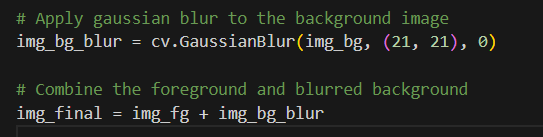 # Apply gaussian blur to the background image
img_bg_blur = cv.GaussianBlur(img_bg, (21, 21), 0)
# Combine the foreground and blurred background
img_final = img_fg + img_bg_blur